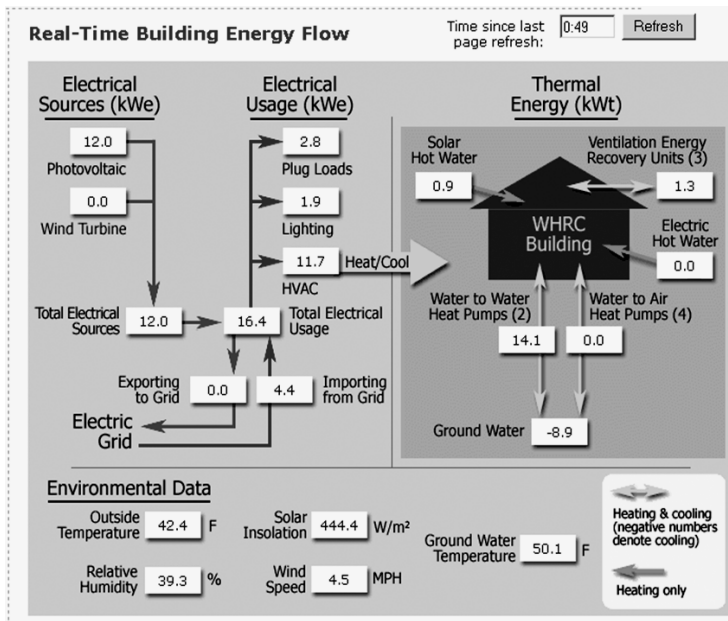 Real-Time Building Energy Flow
Time since last
page refresh:
0:49
Refresh
Electrical
Sources (kWe)
12.0
Photovoltaic
0.0
Wind Turbine
Total Electrical
Sources
12.0
Electrical
Usage (kWe)
2.8
Plug Loads
1.9
Lighting
11.7
HVAC
Heat/Cool
16.4
Total Electrical
Usage
Exporting
to Grid
0.0
4.4
Importing
from Grid
Electric
Grid
Thermal
Energy (kWt)
Solar
Hot Water
0.9
Ventilation Energy
Recovery Units (3)
1.3
WHRC
Building
Electric
Hot Water
0.0
Water to Water
Heat Pumps (2)
14.1
Water to Air
Heat Pumps (4)
0.0
Ground Water
-8.9
Environmental Data
Outside
Temperature
42.4
F
Solar
Insolation
444.4
W/m²
Ground Water
Temperature
50.1
F
Relative
Humidity
39.3
%
Wind
Speed
4.5
MPH
Heating & cooling
(negative numbers
denote cooling)
Heating only